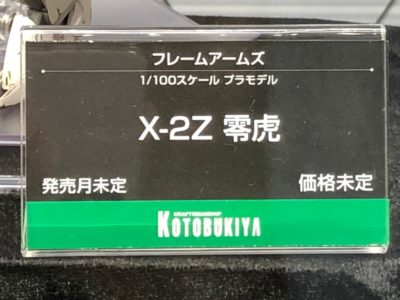 フレームアームズ
1/100スケール プラモデル
X-2Z 零虎
発売月未定 価格未定
CRAFTSMANSHIP
KOTOBUKIYA